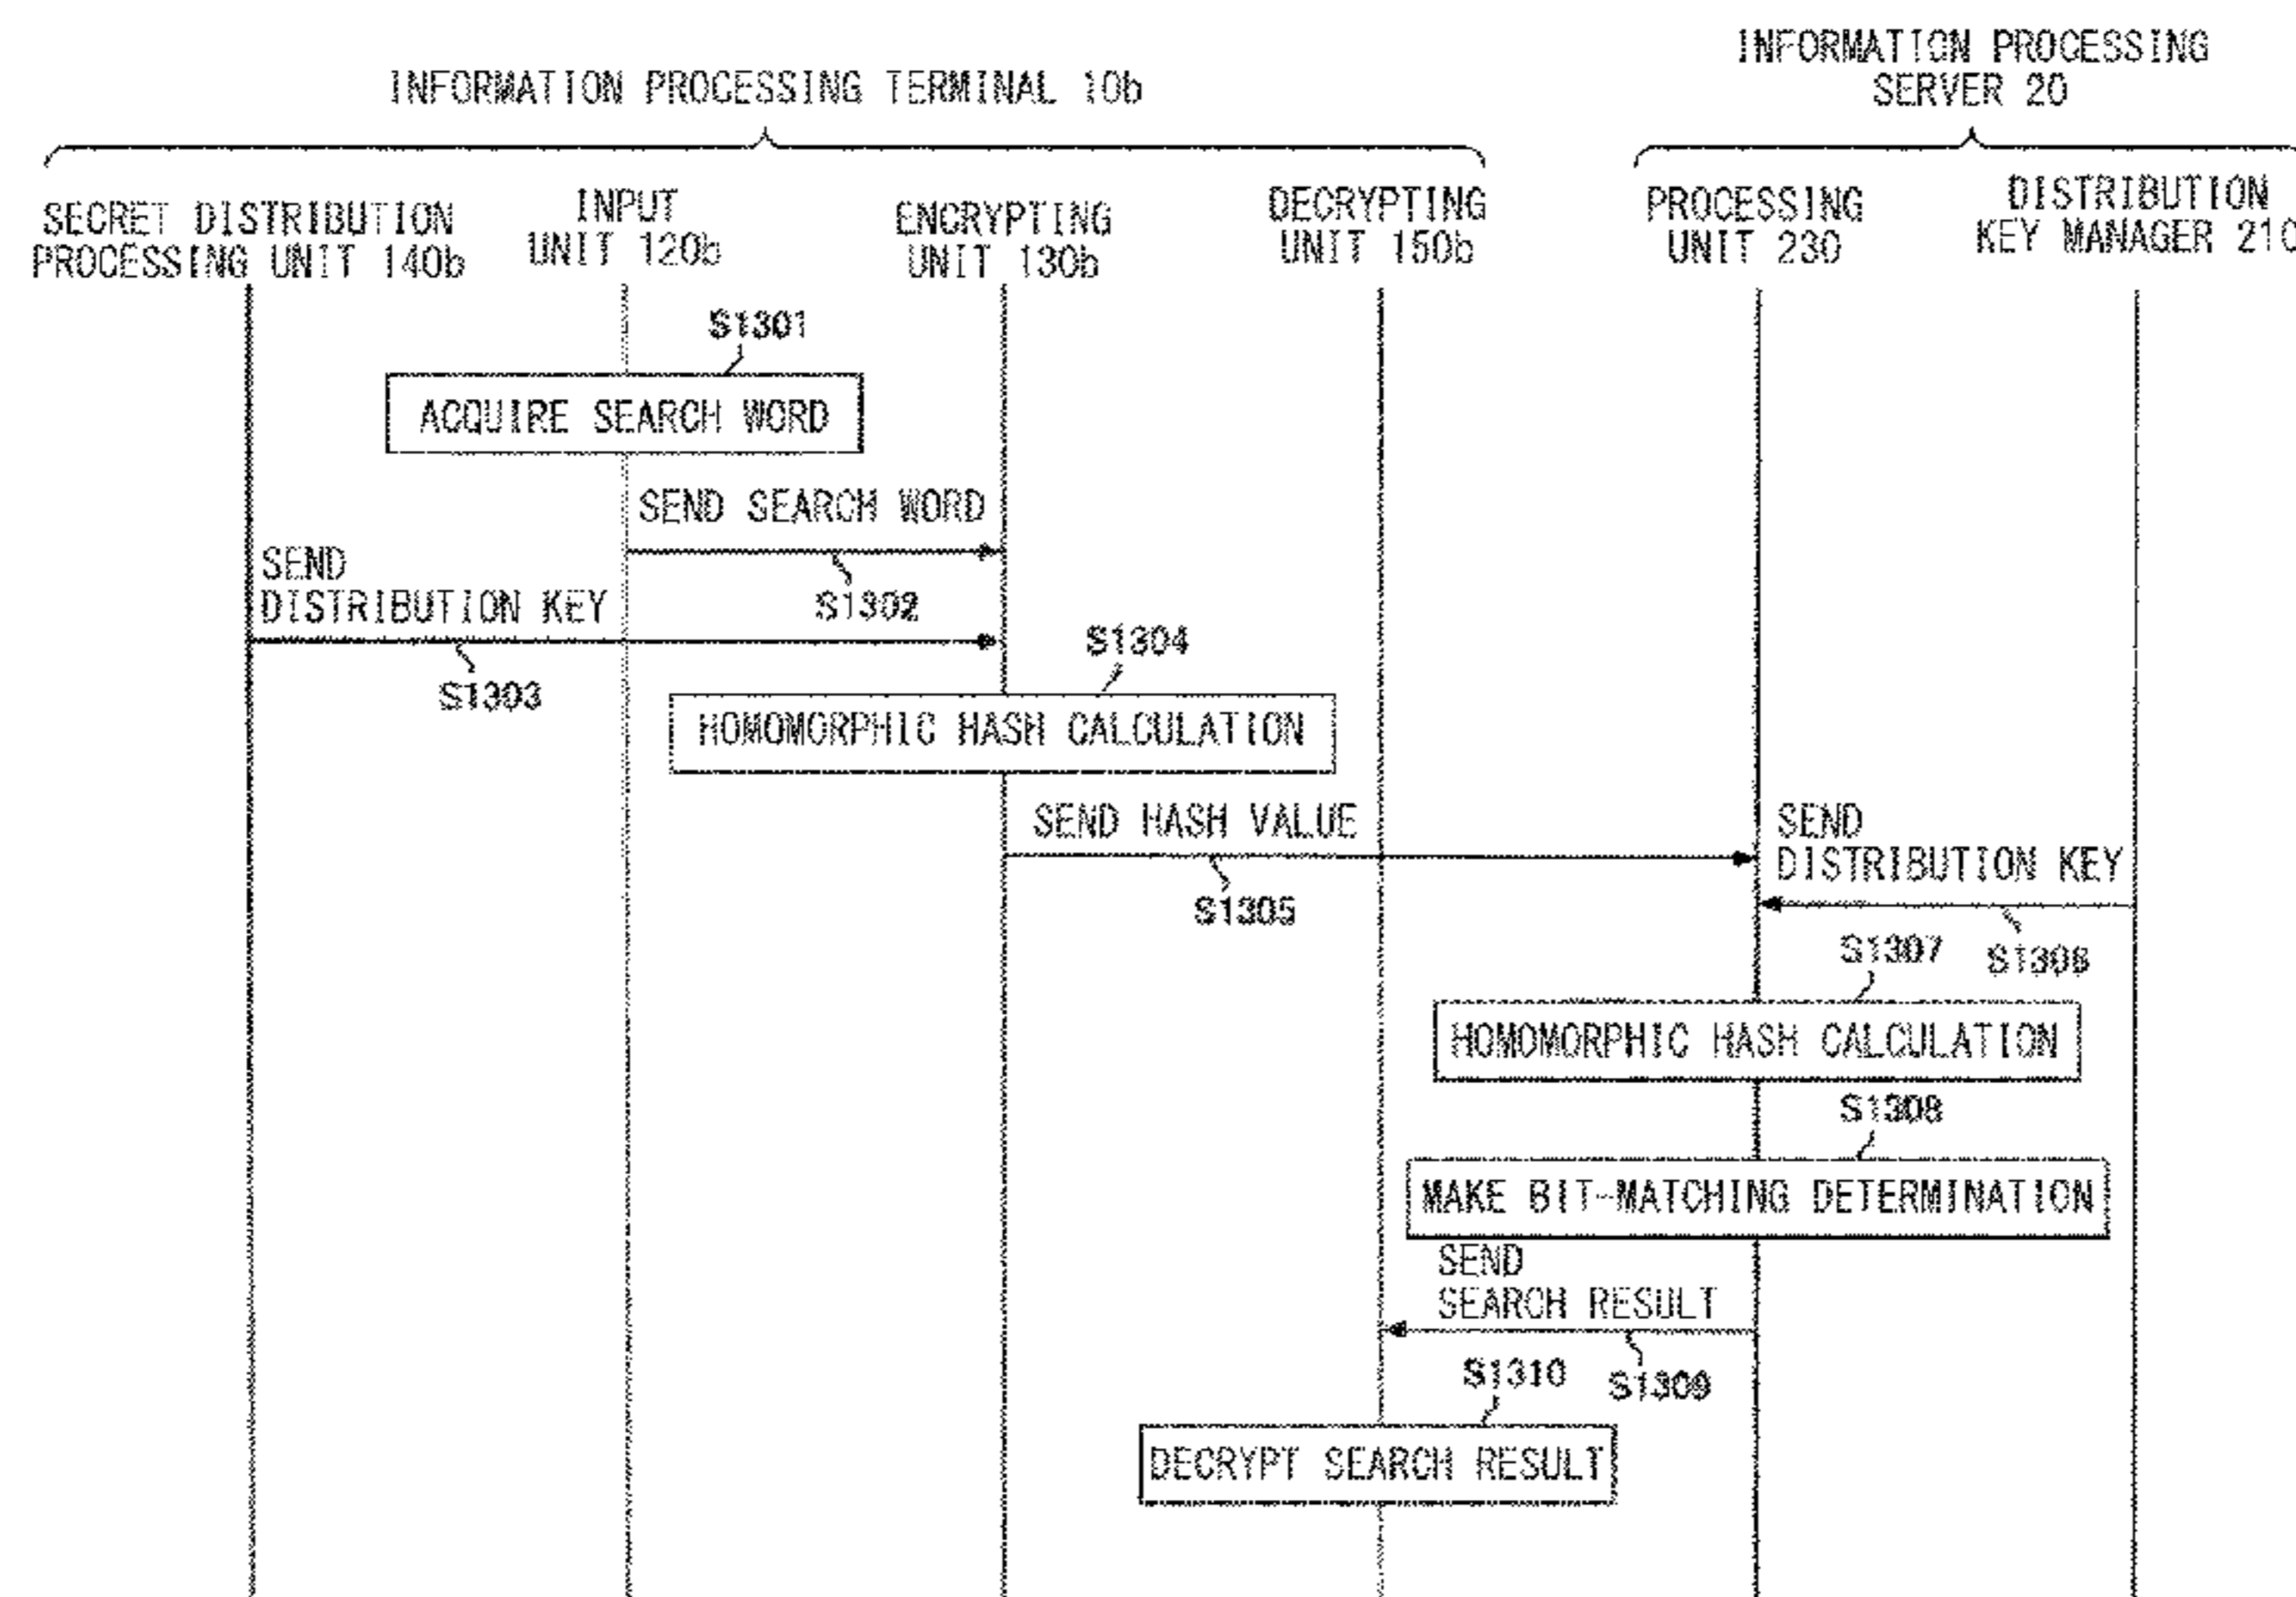 INFORMATION PROCESSING TERMINAL 10b
INFORMATION PROCESSING
SERVER 20
SECRET DISTRIBUTION
PROCESSING UNIT 140b
INPUT
UNIT 120b
ENCRYPTING
UNIT 130b
DECRYPTING
UNIT 150b
PROCESSING
UNIT 230
DISTRIBUTION
KEY MANAGER 210
S1301
ACQUIRE SEARCH WORD
SEND SEARCH WORD
S1302
SEND
DISTRIBUTION KEY
S1303
S1304
HOMOMORPHIC HASH CALCULATION
SEND HASH VALUE
S1305
SEND
DISTRIBUTION KEY
S1306
S1307
HOMOMORPHIC HASH CALCULATION
S1308
MAKE BIT-MATCHING DETERMINATION
SEND
SEARCH RESULT
S1309
S1310
DECRYPT SEARCH RESULT